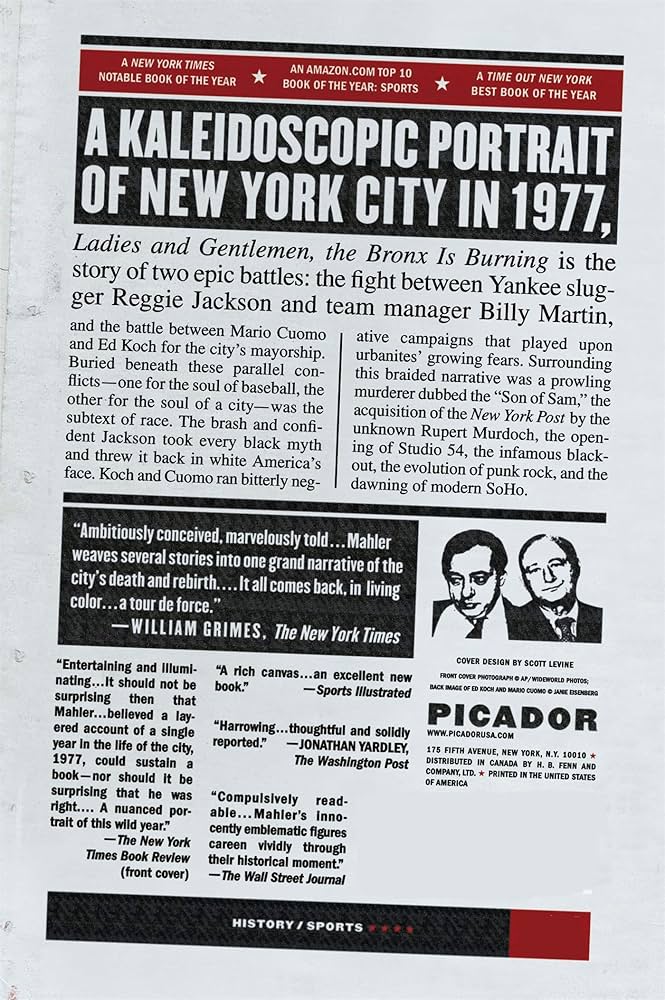 A NEW YORK TIMES
NOTABLE BOOK OF THE YEAR
★
AN AMAZON.COM TOP 10
BOOK OF THE YEAR: SPORTS
★
A TIME OUT NEW YORK
BEST BOOK OF THE YEAR
A KALEIDOSCOPIC PORTRAIT
OF NEW YORK CITY IN 1977,
Ladies and Gentlemen, the Bronx Is Burning is the
story of two epic battles: the fight between Yankee slug-
ger Reggie Jackson and team manager Billy Martin,
and the battle between Mario Cuomo
and Ed Koch for the city's mayorship.
Buried beneath these parallel con-
flicts—one for the soul of baseball, the
other for the soul of a city—was the
subtext of race. The brash and confi-
dent Jackson took every black myth
and threw it back in white America's
face. Koch and Cuomo ran bitterly neg-
ative campaigns that played upon
urbanites' growing fears. Surrounding
this braided narrative was a prowling
murderer dubbed the “Son of Sam,” the
acquisition of the New York Post by the
unknown Rupert Murdoch, the open-
ing of Studio 54, the infamous black-
out, the evolution of punk rock, and the
dawning of modern SoHo.
“Ambitiously conceived, marvelously told...Mahler
weaves several stories into one grand narrative of the
city's death and rebirth....It all comes back, in living
color...a tour de force.”
—WILLIAM GRIMES, The New York Times
“Entertaining and illumi-
nating...It should not be
surprising then that
Mahler...believed a lay-
ered account of a single
year in the life of the city,
1977, could sustain a
book—nor should it be
surprising that he was
right.... A nuanced por-
trait of this wild year.”
—The New York
Times Book Review
(front cover)
“A rich canvas...an excellent new
book.” —Sports Illustrated
“Harrowing...thoughtful and solidly
reported.” —JONATHAN YARDLEY,
The Washington Post
“Compulsively read-
able...Mahler's inno-
cently emblematic figures
careen vividly through
their historical moment.”
—The Wall Street Journal
COVER DESIGN BY SCOTT LEVINE
FRONT COVER PHOTOGRAPH © AP/WIDEWORLD PHOTOS;
BACK IMAGE OF ED KOCH AND MARIO CUOMO © JANIE EISENBERG
PICADOR
WWW.PICADORUSA.COM
175 FIFTH AVENUE, NEW YORK, N.Y. 10010 ★
DISTRIBUTED IN CANADA BY H. B. FENN AND
COMPANY, LTD. ★ PRINTED IN THE UNITED STATES
OF AMERICA
HISTORY / SPORTS ★★★★